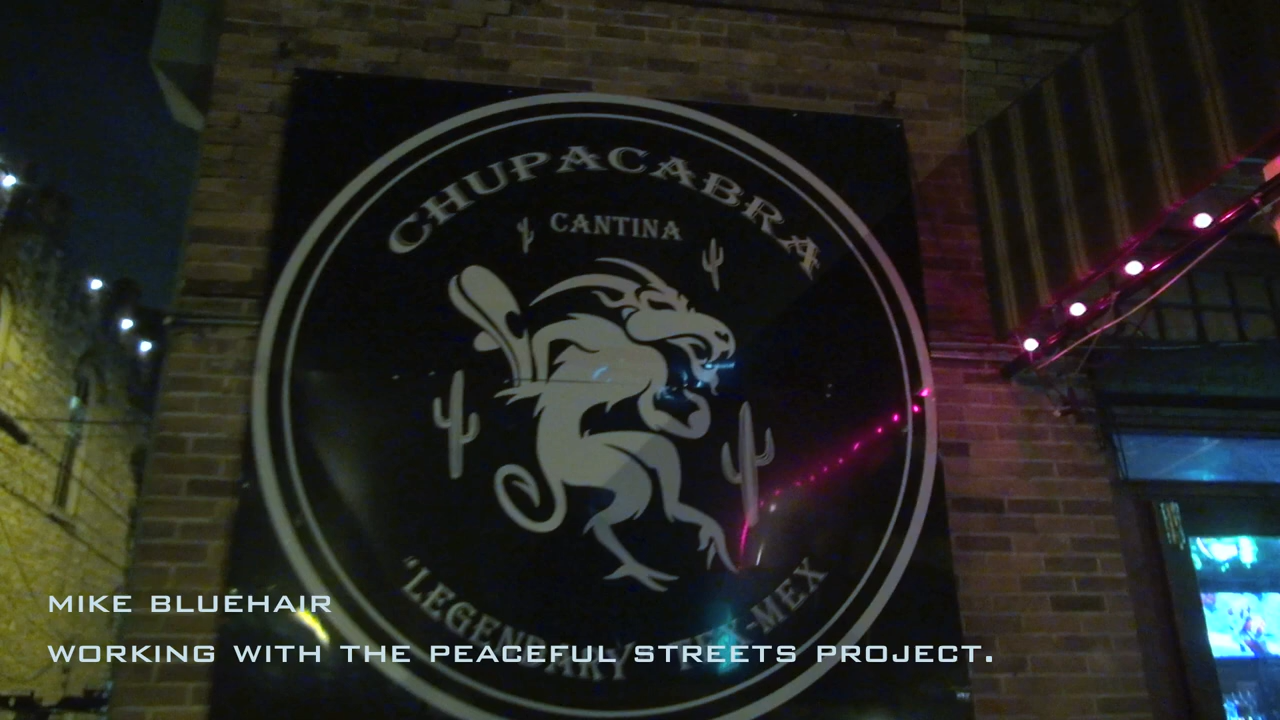 CHUPACABRA
CANTINA
"LEGENDARY TEX-MEX
MIKE BLUEHAIR
WORKING WITH THE PEACEFUL STREETS PROJECT.